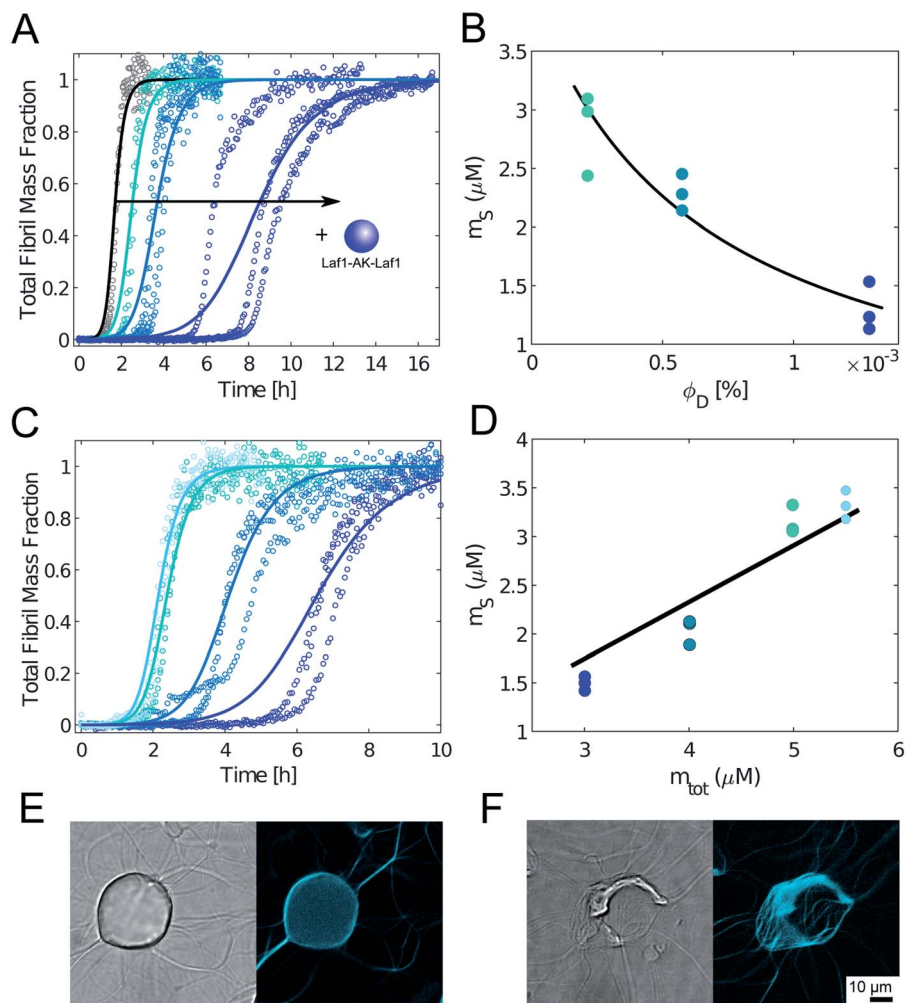 A
Total Fibril Mass Fraction
1
0.8
0.6
0.4
0.2
0
0 2 4 6 8 10 12 14 16
Time [h]
+
Laf1-AK-Laf1
B
m_S (μM)
3.5
3
2.5
2
1.5
1
0 0.5 1 ×10⁻³
ϕ_D [%]
C
Total Fibril Mass Fraction
1
0.8
0.6
0.4
0.2
0
0 2 4 6 8 10
Time [h]
D
m_S (μM)
4
3.5
3
2.5
2
1.5
1
3 4 5 6
m_tot (μM)
E
F
10 μm